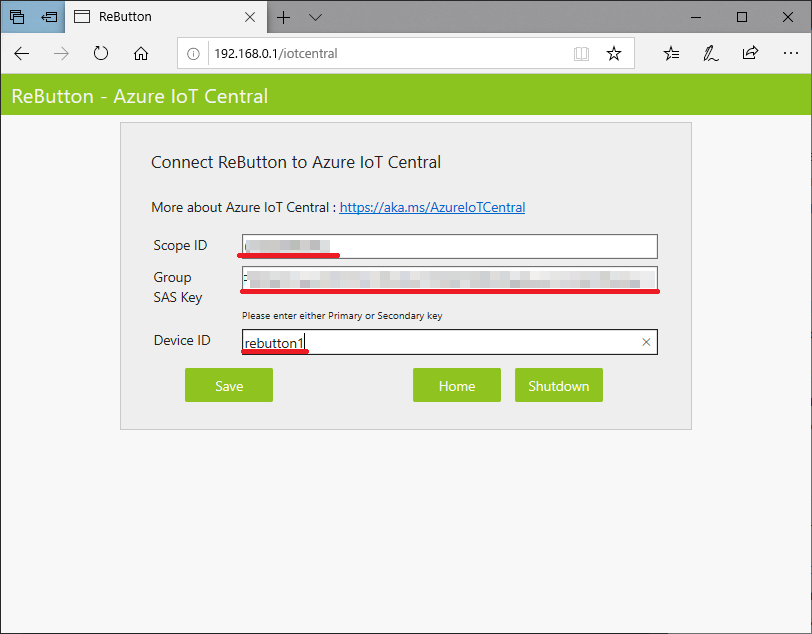 ReButton
192.168.0.1/iotcentral
ReButton - Azure IoT Central
Connect ReButton to Azure IoT Central
More about Azure IoT Central : https://aka.ms/AzureIoTCentral
Scope ID
Group
SAS Key
Please enter either Primary or Secondary key
Device ID
rebutton1
Save
Home
Shutdown